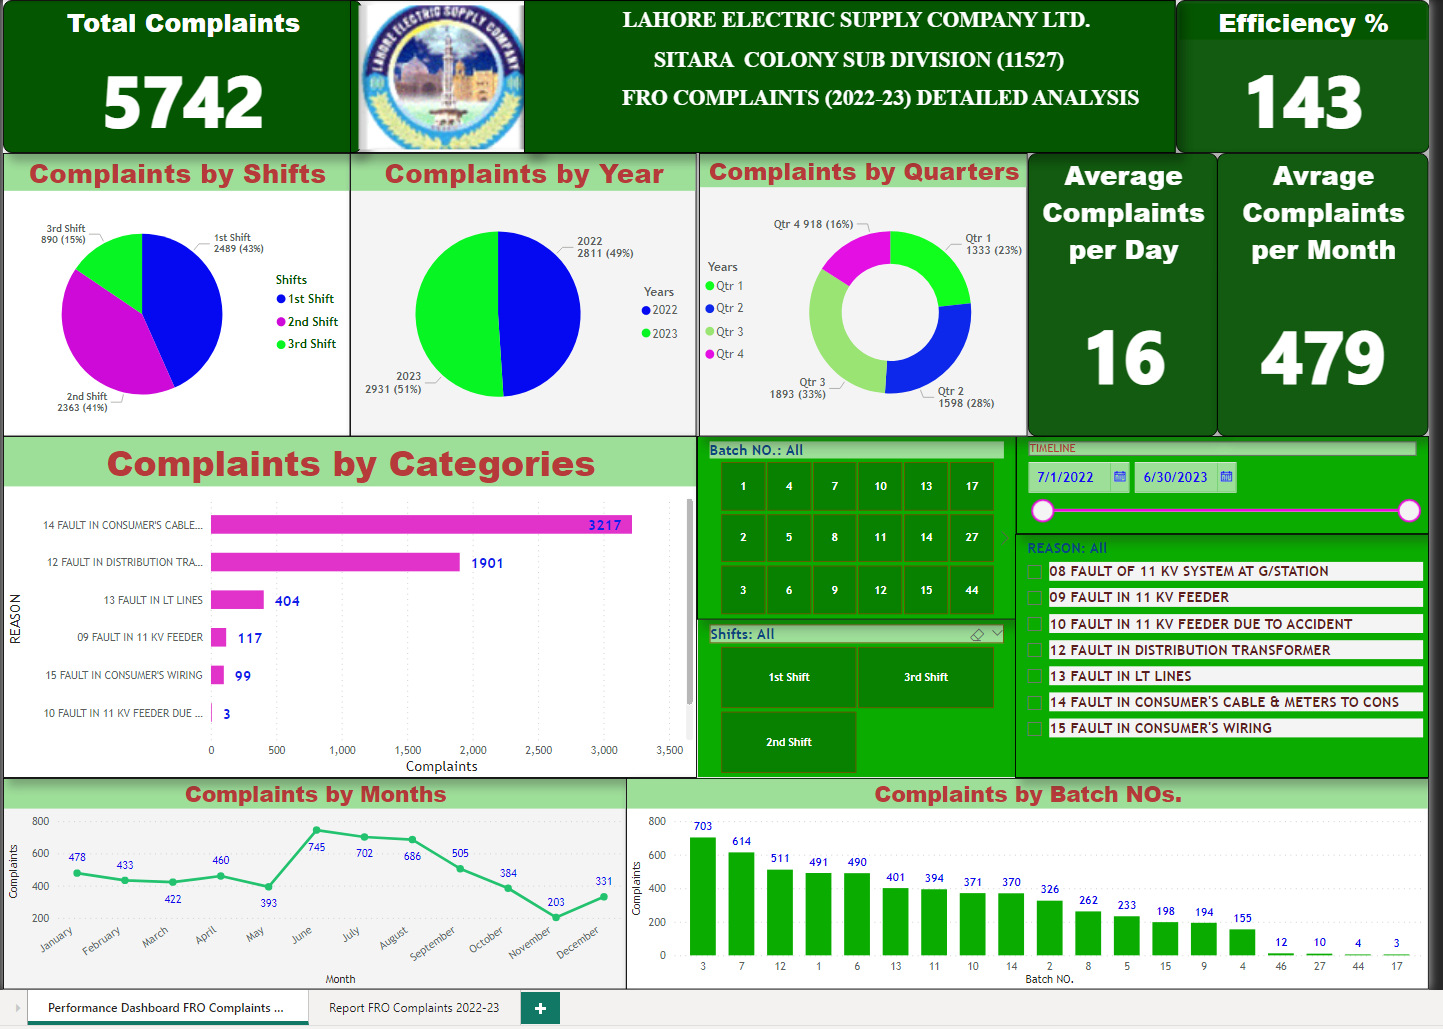 Total Complaints
5742
LAHORE ELECTRIC SUPPLY COMPANY
LAHORE ELECTRIC SUPPLY COMPANY LTD.
SITARA COLONY SUB DIVISION (11527)
FRO COMPLAINTS (2022-23) DETAILED ANALYSIS
Efficiency %
143
Complaints by Shifts
3rd Shift
890 (15%)
1st Shift
2489 (43%)
2nd Shift
2363 (41%)
Shifts
1st Shift
2nd Shift
3rd Shift
Complaints by Year
2022
2811 (49%)
2023
2931 (51%)
Years
2022
2023
Complaints by Quarters
Qtr 4 918 (16%)
Qtr 1
1333 (23%)
Qtr 3
1893 (33%)
Qtr 2
1598 (28%)
Years
Qtr 1
Qtr 2
Qtr 3
Qtr 4
Average
Complaints
per Day
16
Avrage
Complaints
per Month
479
Complaints by Categories
REASON
14 FAULT IN CONSUMER'S CABLE... 3217
12 FAULT IN DISTRIBUTION TRA... 1901
13 FAULT IN LT LINES 404
09 FAULT IN 11 KV FEEDER 117
15 FAULT IN CONSUMER'S WIRING 99
10 FAULT IN 11 KV FEEDER DUE ... 3
0 500 1,000 1,500 2,000 2,500 3,000 3,500
Complaints
Batch NO.: All
1 4 7 10 13 17
2 5 8 11 14 27
3 6 9 12 15 44
Shifts: All
1st Shift 3rd Shift
2nd Shift
TIMELINE
7/1/2022 6/30/2023
REASON: All
08 FAULT OF 11 KV SYSTEM AT G/STATION
09 FAULT IN 11 KV FEEDER
10 FAULT IN 11 KV FEEDER DUE TO ACCIDENT
12 FAULT IN DISTRIBUTION TRANSFORMER
13 FAULT IN LT LINES
14 FAULT IN CONSUMER'S CABLE & METERS TO CONS
15 FAULT IN CONSUMER'S WIRING
Complaints by Months
Complaints
800
600
400
200
478 433 422 460 393 745 702 686 505 384 203 331
January February March April May June July August September October November December
Month
Complaints by Batch NOs.
Complaints
800
600
400
200
0
703 614 511 491 490 401 394 371 370 326 262 233 198 194 155 12 10 4 3
3 7 12 1 6 13 11 10 14 2 8 5 15 9 4 46 27 44 17
Batch NO.
Performance Dashboard FRO Complaints ...
Report FRO Complaints 2022-23
+